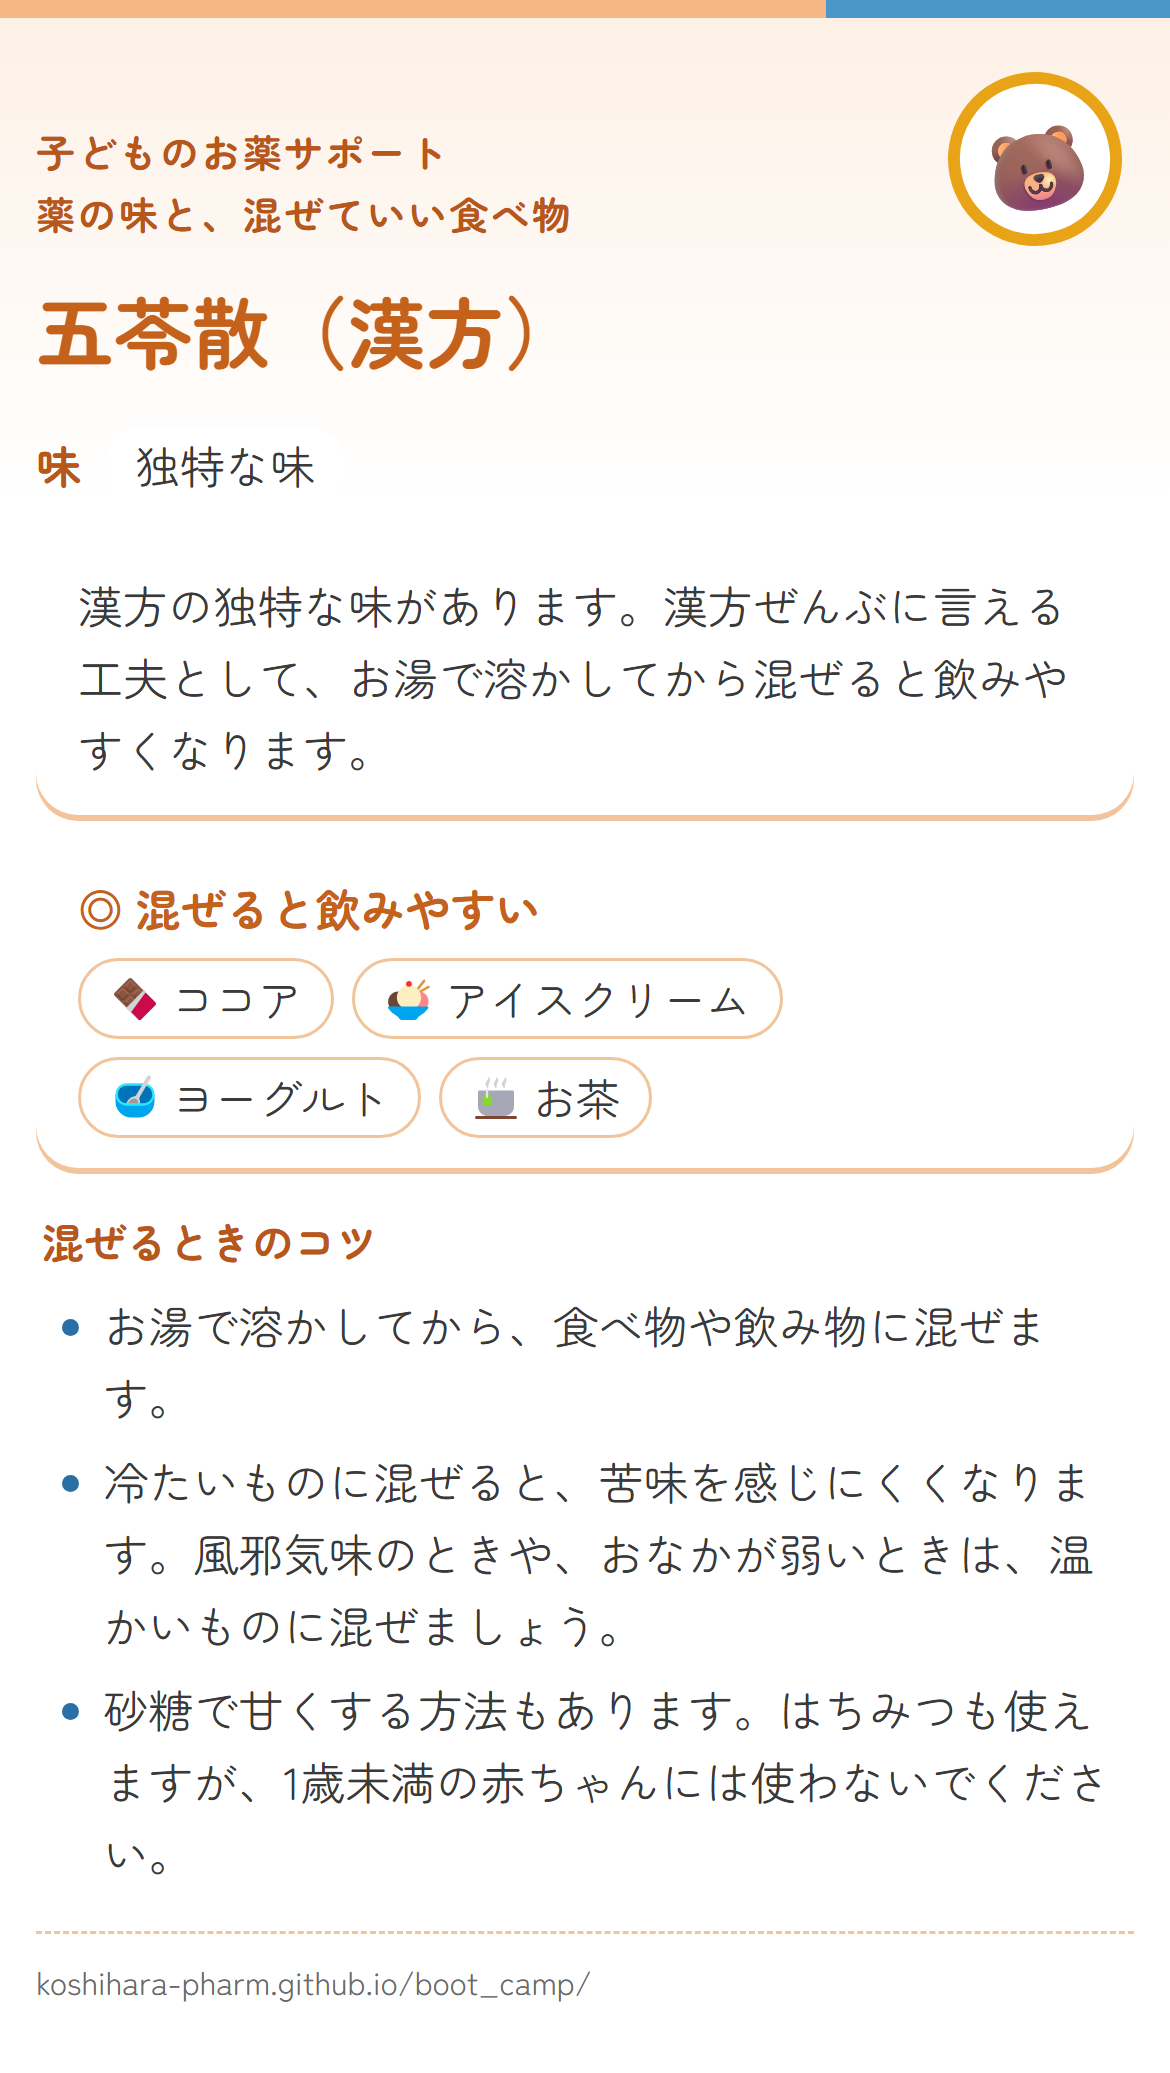 子どものお薬サポート
薬の味と、混ぜていい食べ物
五苓散（漢方）
味 独特な味
漢方の独特な味があります。漢方ぜんぶに言える
工夫として、お湯で溶かしてから混ぜると飲みや
すくなります。
◎ 混ぜると飲みやすい
ココア アイスクリーム
ヨーグルト お茶
混ぜるときのコツ
お湯で溶かしてから、食べ物や飲み物に混ぜま
す。
冷たいものに混ぜると、苦味を感じにくくなりま
す。風邪気味のときや、おなかが弱いときは、温
かいものに混ぜましょう。
砂糖で甘くする方法もあります。はちみつも使え
ますが、1歳未満の赤ちゃんには使わないでくださ
い。
koshihara-pharm.github.io/boot_camp/